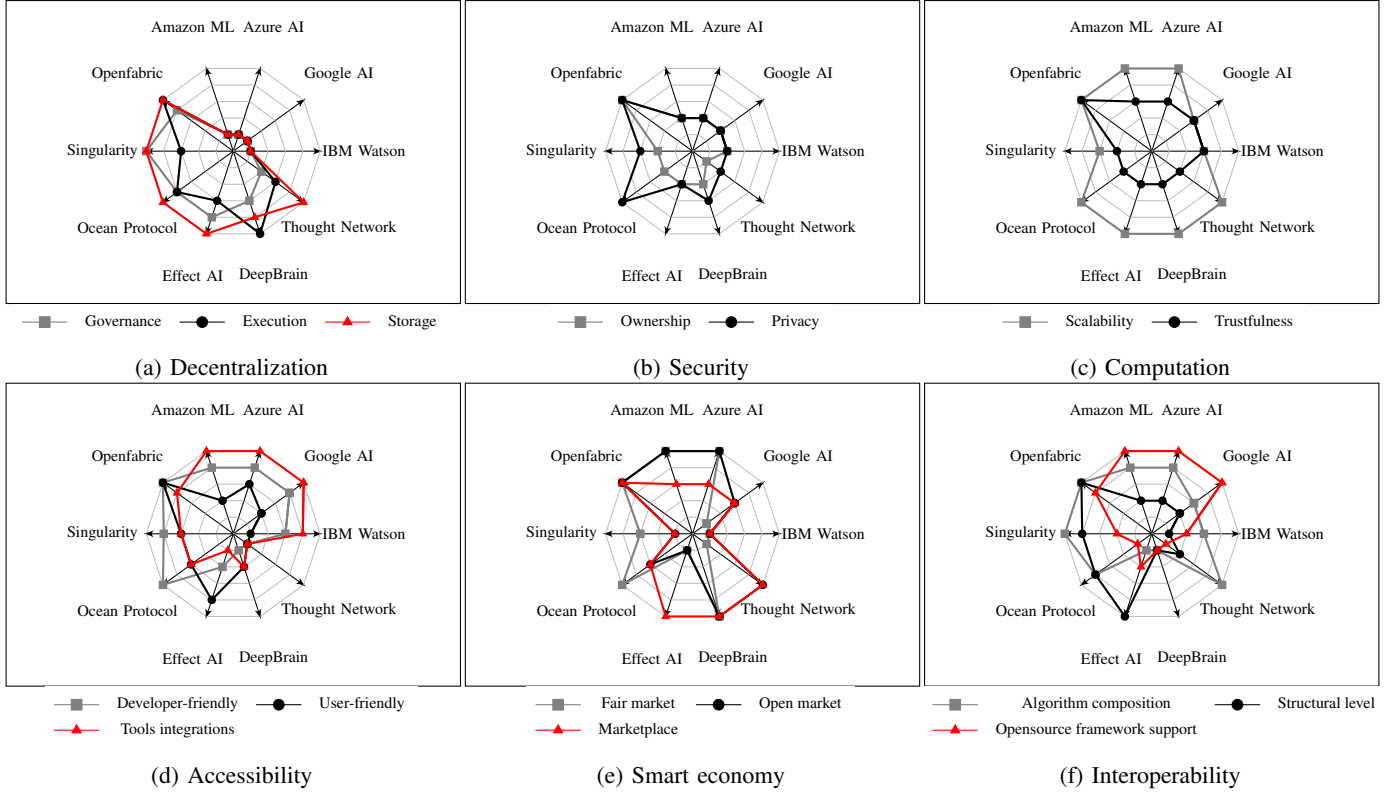 Amazon ML Azure AI
Openfabric Google AI
Singularity IBM Watson
Ocean Protocol Thought Network
Effect AI DeepBrain
Governance Execution Storage
(a) Decentralization
Amazon ML Azure AI
Openfabric Google AI
Singularity IBM Watson
Ocean Protocol Thought Network
Effect AI DeepBrain
Ownership Privacy
(b) Security
Amazon ML Azure AI
Openfabric Google AI
Singularity IBM Watson
Ocean Protocol Thought Network
Effect AI DeepBrain
Scalability Trustfulness
(c) Computation
Amazon ML Azure AI
Openfabric Google AI
Singularity IBM Watson
Ocean Protocol Thought Network
Effect AI DeepBrain
Developer-friendly User-friendly
Tools integrations
(d) Accessibility
Amazon ML Azure AI
Openfabric Google AI
Singularity IBM Watson
Ocean Protocol Thought Network
Effect AI DeepBrain
Fair market Open market
Marketplace
(e) Smart economy
Amazon ML Azure AI
Openfabric Google AI
Singularity IBM Watson
Ocean Protocol Thought Network
Effect AI DeepBrain
Algorithm composition Structural level
Opensource framework support
(f) Interoperability